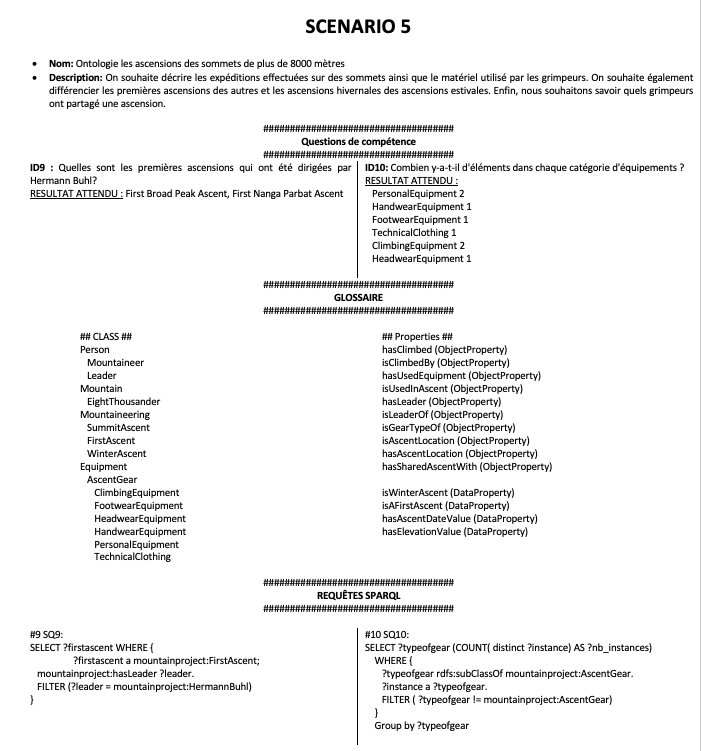 SCENARIO 5
• Nom: Ontologie les ascensions des sommets de plus de 8000 mètres
• Description: On souhaite décrire les expéditions effectuées sur des sommets ainsi que le matériel utilisé par les grimpeurs. On souhaite également
différencier les premières ascensions des autres et les ascensions hivernales des ascensions estivales. Enfin, nous souhaitons savoir quels grimpeurs
ont partagé une ascension.
####################################
Questions de compétence
####################################
ID9 : Quelles sont les premières ascensions qui ont été dirigées par
Hermann Buhl?
RESULTAT ATTENDU : First Broad Peak Ascent, First Nanga Parbat Ascent
ID10: Combien y-a-t-il d'éléments dans chaque catégorie d'équipements ?
RESULTAT ATTENDU :
PersonalEquipment 2
HandwearEquipment 1
FootwearEquipment 1
TechnicalClothing 1
ClimbingEquipment 2
HeadwearEquipment 1
####################################
GLOSSAIRE
####################################
## CLASS ##
Person
Mountaineer
Leader
Mountain
EightThousander
Mountaineering
SummitAscent
FirstAscent
WinterAscent
Equipment
AscentGear
ClimbingEquipment
FootwearEquipment
HeadwearEquipment
HandwearEquipment
PersonalEquipment
TechnicalClothing
## Properties ##
hasClimbed (ObjectProperty)
isClimbedBy (ObjectProperty)
hasUsedEquipment (ObjectProperty)
isUsedInAscent (ObjectProperty)
hasLeader (ObjectProperty)
isLeaderOf (ObjectProperty)
isGearTypeOf (ObjectProperty)
isAscentLocation (ObjectProperty)
hasAscentLocation (ObjectProperty)
hasSharedAscentWith (ObjectProperty)
isWinterAscent (DataProperty)
isAFirstAscent (DataProperty)
hasAscentDateValue (DataProperty)
hasElevationValue (DataProperty)
####################################
REQUÊTES SPARQL
####################################
#9 SQ9:
SELECT ?firstascent WHERE {
?firstascent a mountainproject:FirstAscent;
mountainproject:hasLeader ?leader.
FILTER (?leader = mountainproject:HermannBuhl)
}
#10 SQ10:
SELECT ?typeofgear (COUNT( distinct ?instance) AS ?nb_instances)
WHERE {
?typeofgear rdfs:subClassOf mountainproject:AscentGear.
?instance a ?typeofgear.
FILTER ( ?typeofgear != mountainproject:AscentGear)
}
Group by ?typeofgear